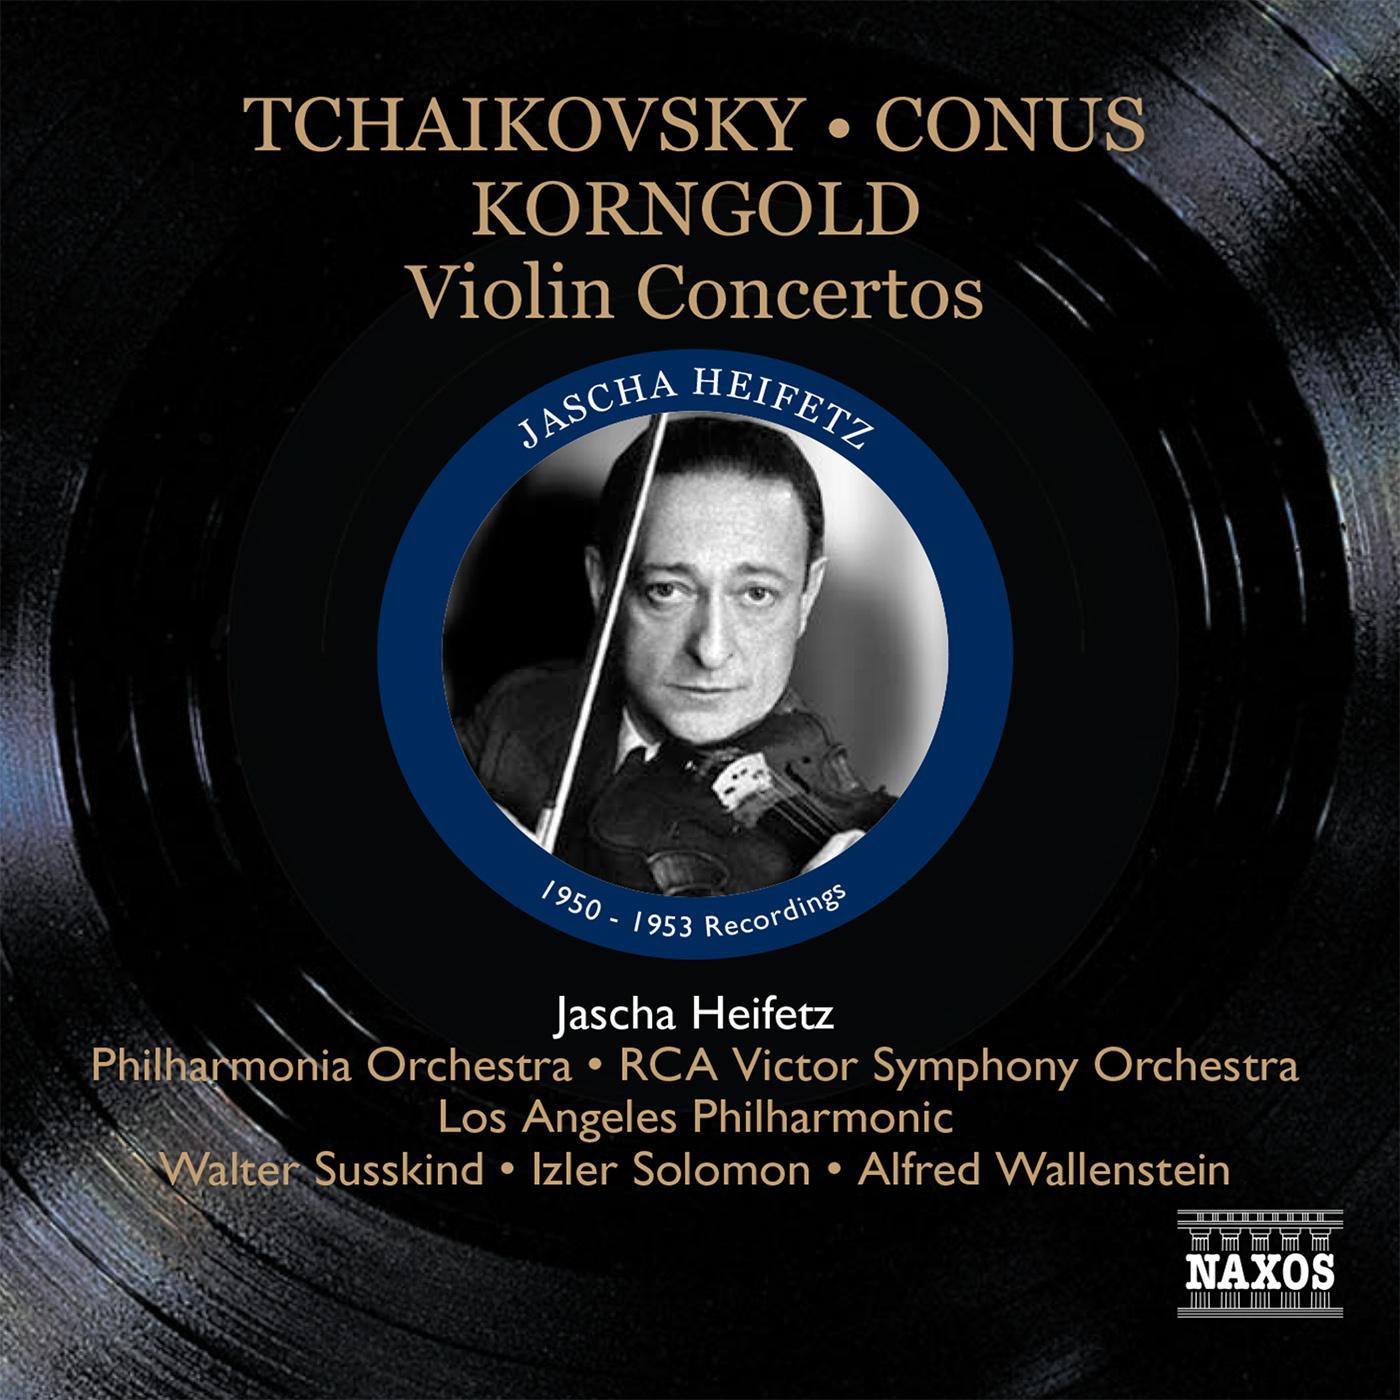 TCHAIKOVSKY • CONUS
KORNGOLD
Violin Concertos
JASCHA HEIFETZ
1950 - 1953 Recordings
Jascha Heifetz
Philharmonia Orchestra • RCA Victor Symphony Orchestra
Los Angeles Philharmonic
Walter Susskind • Izler Solomon • Alfred Wallenstein
NAXOS